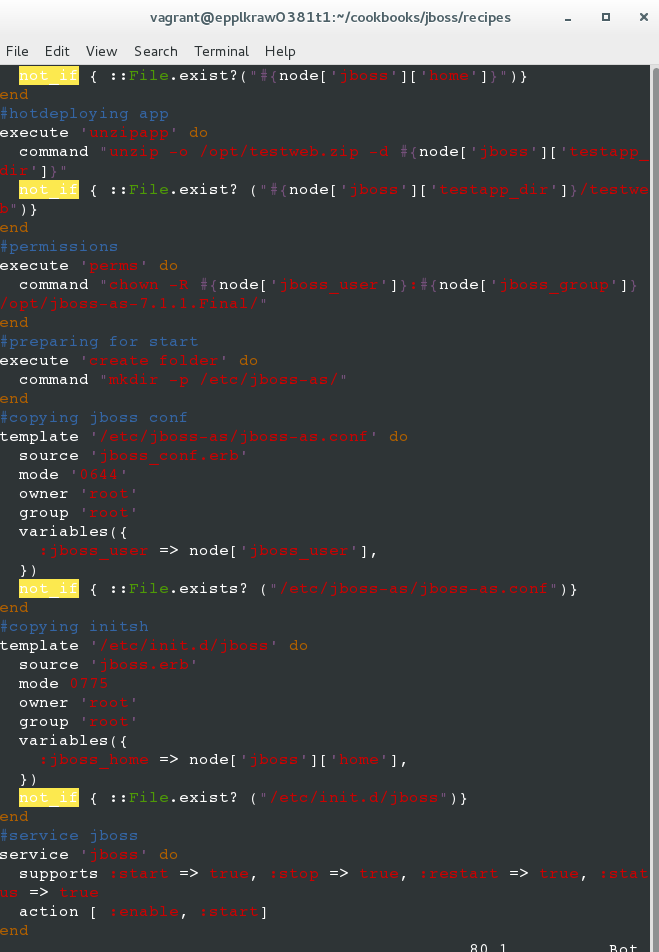 vagrant@epplkraw0381t1:~/cookbooks/jboss/recipes
File Edit View Search Terminal Help
  not_if { ::File.exist?("#{node['jboss']['home']}")}
end
#hotdeploying app
execute 'unzipapp' do
  command "unzip -o /opt/testweb.zip -d #{node['jboss']['testapp_
dir']}"
  not_if { ::File.exist? ("#{node['jboss']['testapp_dir']}/testwe
b")}
end
#permissions
execute 'perms' do
  command "chown -R #{node['jboss_user']}:#{node['jboss_group']}
/opt/jboss-as-7.1.1.Final/"
end
#preparing for start
execute 'create folder' do
  command "mkdir -p /etc/jboss-as/"
end
#copying jboss conf
template '/etc/jboss-as/jboss-as.conf' do
  source 'jboss_conf.erb'
  mode '0644'
  owner 'root'
  group 'root'
  variables({
    :jboss_user => node['jboss_user'],
  })
  not_if { ::File.exists? ("/etc/jboss-as/jboss-as.conf")}
end
#copying initsh
template '/etc/init.d/jboss' do
  source 'jboss.erb'
  mode 0775
  owner 'root'
  group 'root'
  variables({
    :jboss_home => node['jboss']['home'],
  })
  not_if { ::File.exist? ("/etc/init.d/jboss")}
end
#service jboss
service 'jboss' do
  supports :start => true, :stop => true, :restart => true, :stat
us => true
  action [ :enable, :start]
end
80,1 Bot